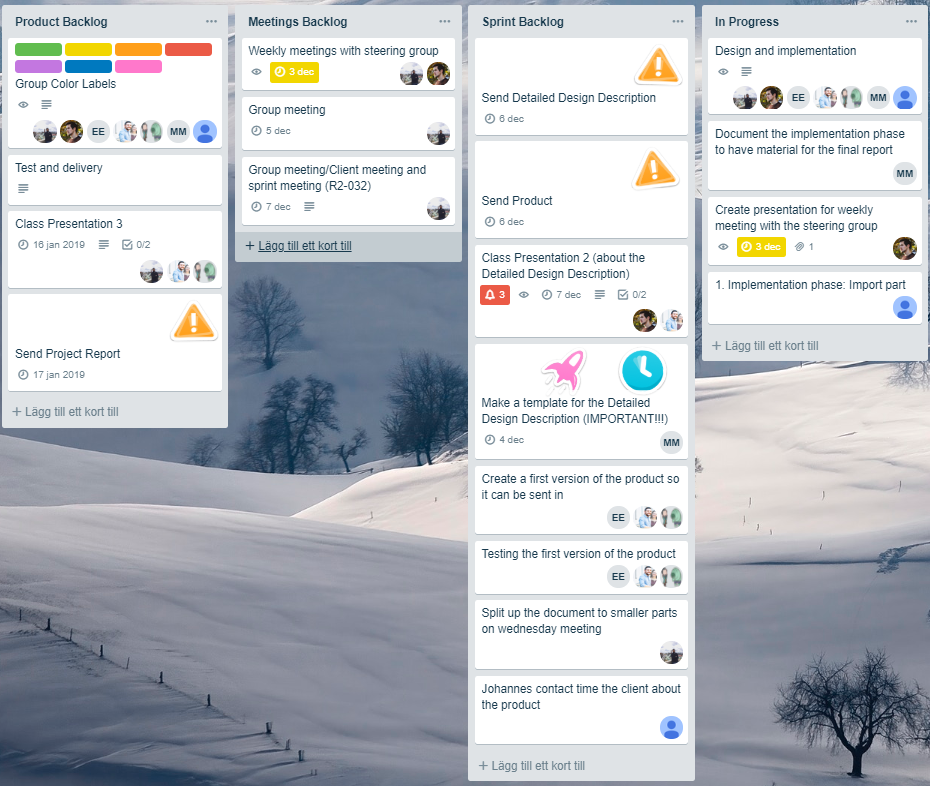 Product Backlog
Group Color Labels
EE
MM
Test and delivery
Class Presentation 3
16 jan 2019
0/2
Send Project Report
17 jan 2019
+ Lägg till ett kort till
Meetings Backlog
Weekly meetings with steering group
3 dec
Group meeting
5 dec
Group meeting/Client meeting and
sprint meeting (R2-032)
7 dec
+ Lägg till ett kort till
Sprint Backlog
Send Detailed Design Description
6 dec
Send Product
6 dec
Class Presentation 2 (about the
Detailed Design Description)
3
7 dec
0/2
Make a template for the Detailed
Design Description (IMPORTANT!!!)
4 dec
MM
Create a first version of the product so
it can be sent in
EE
Testing the first version of the product
EE
Split up the document to smaller parts
on wednesday meeting
Johannes contact time the client about
the product
+ Lägg till ett kort till
In Progress
Design and implementation
EE
MM
Document the implementation phase
to have material for the final report
MM
Create presentation for weekly
meeting with the steering group
3 dec
1
1. Implementation phase: Import part
+ Lägg till ett kort till